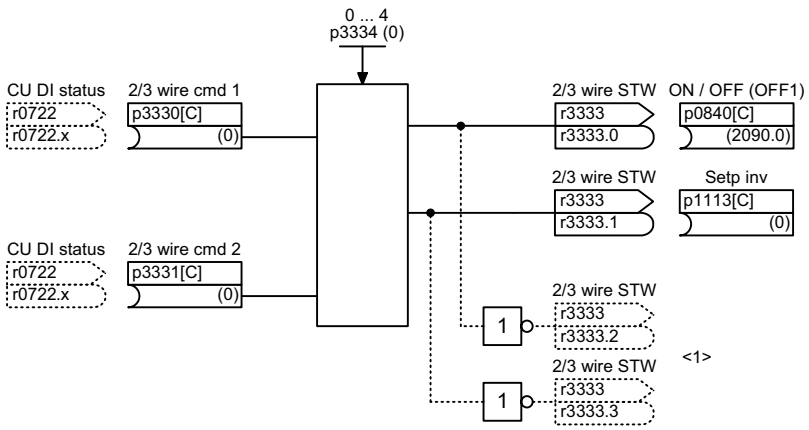 0 ... 4
p3334 (0)
CU DI status
2/3 wire cmd 1
2/3 wire STW
ON / OFF (OFF1)
r0722
p3330[C]
r3333
p0840[C]
r0722.x
(0)
r3333.0
(2090.0)
2/3 wire STW
Setp inv
r3333
p1113[C]
r3333.1
(0)
CU DI status
2/3 wire cmd 2
r0722
p3331[C]
r0722.x
(0)
2/3 wire STW
r3333
1
r3333.2
<1>
2/3 wire STW
r3333
1
r3333.3